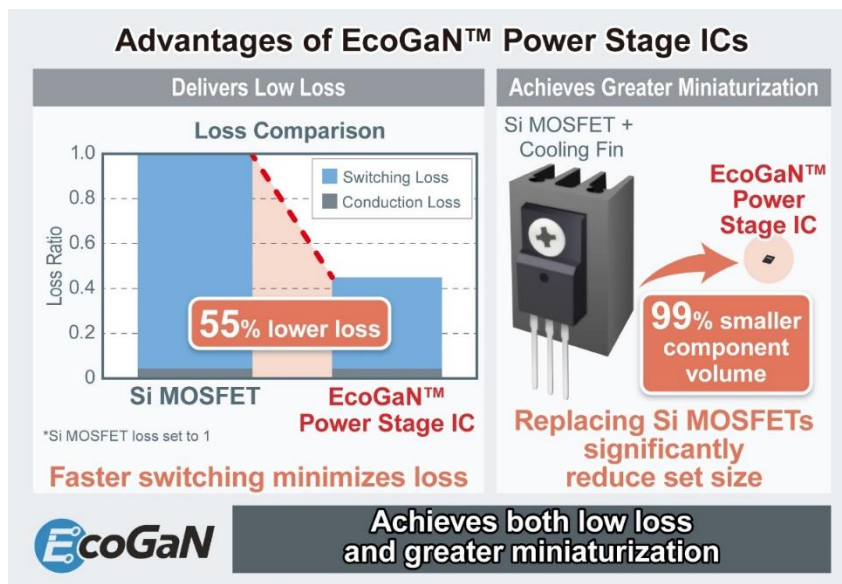 Advantages of EcoGaN™ Power Stage ICs
Delivers Low Loss
Loss Comparison
Loss Ratio
1.0
0.8
0.6
0.4
0.2
0
Switching Loss
Conduction Loss
55% lower loss
Si MOSFET
EcoGaN™
Power Stage IC
*Si MOSFET loss set to 1
Faster switching minimizes loss
Achieves Greater Miniaturization
Si MOSFET +
Cooling Fin
EcoGaN™
Power
Stage IC
99% smaller
component
volume
Replacing Si MOSFETs
significantly
reduce set size
EcoGaN
Achieves both low loss
and greater miniaturization